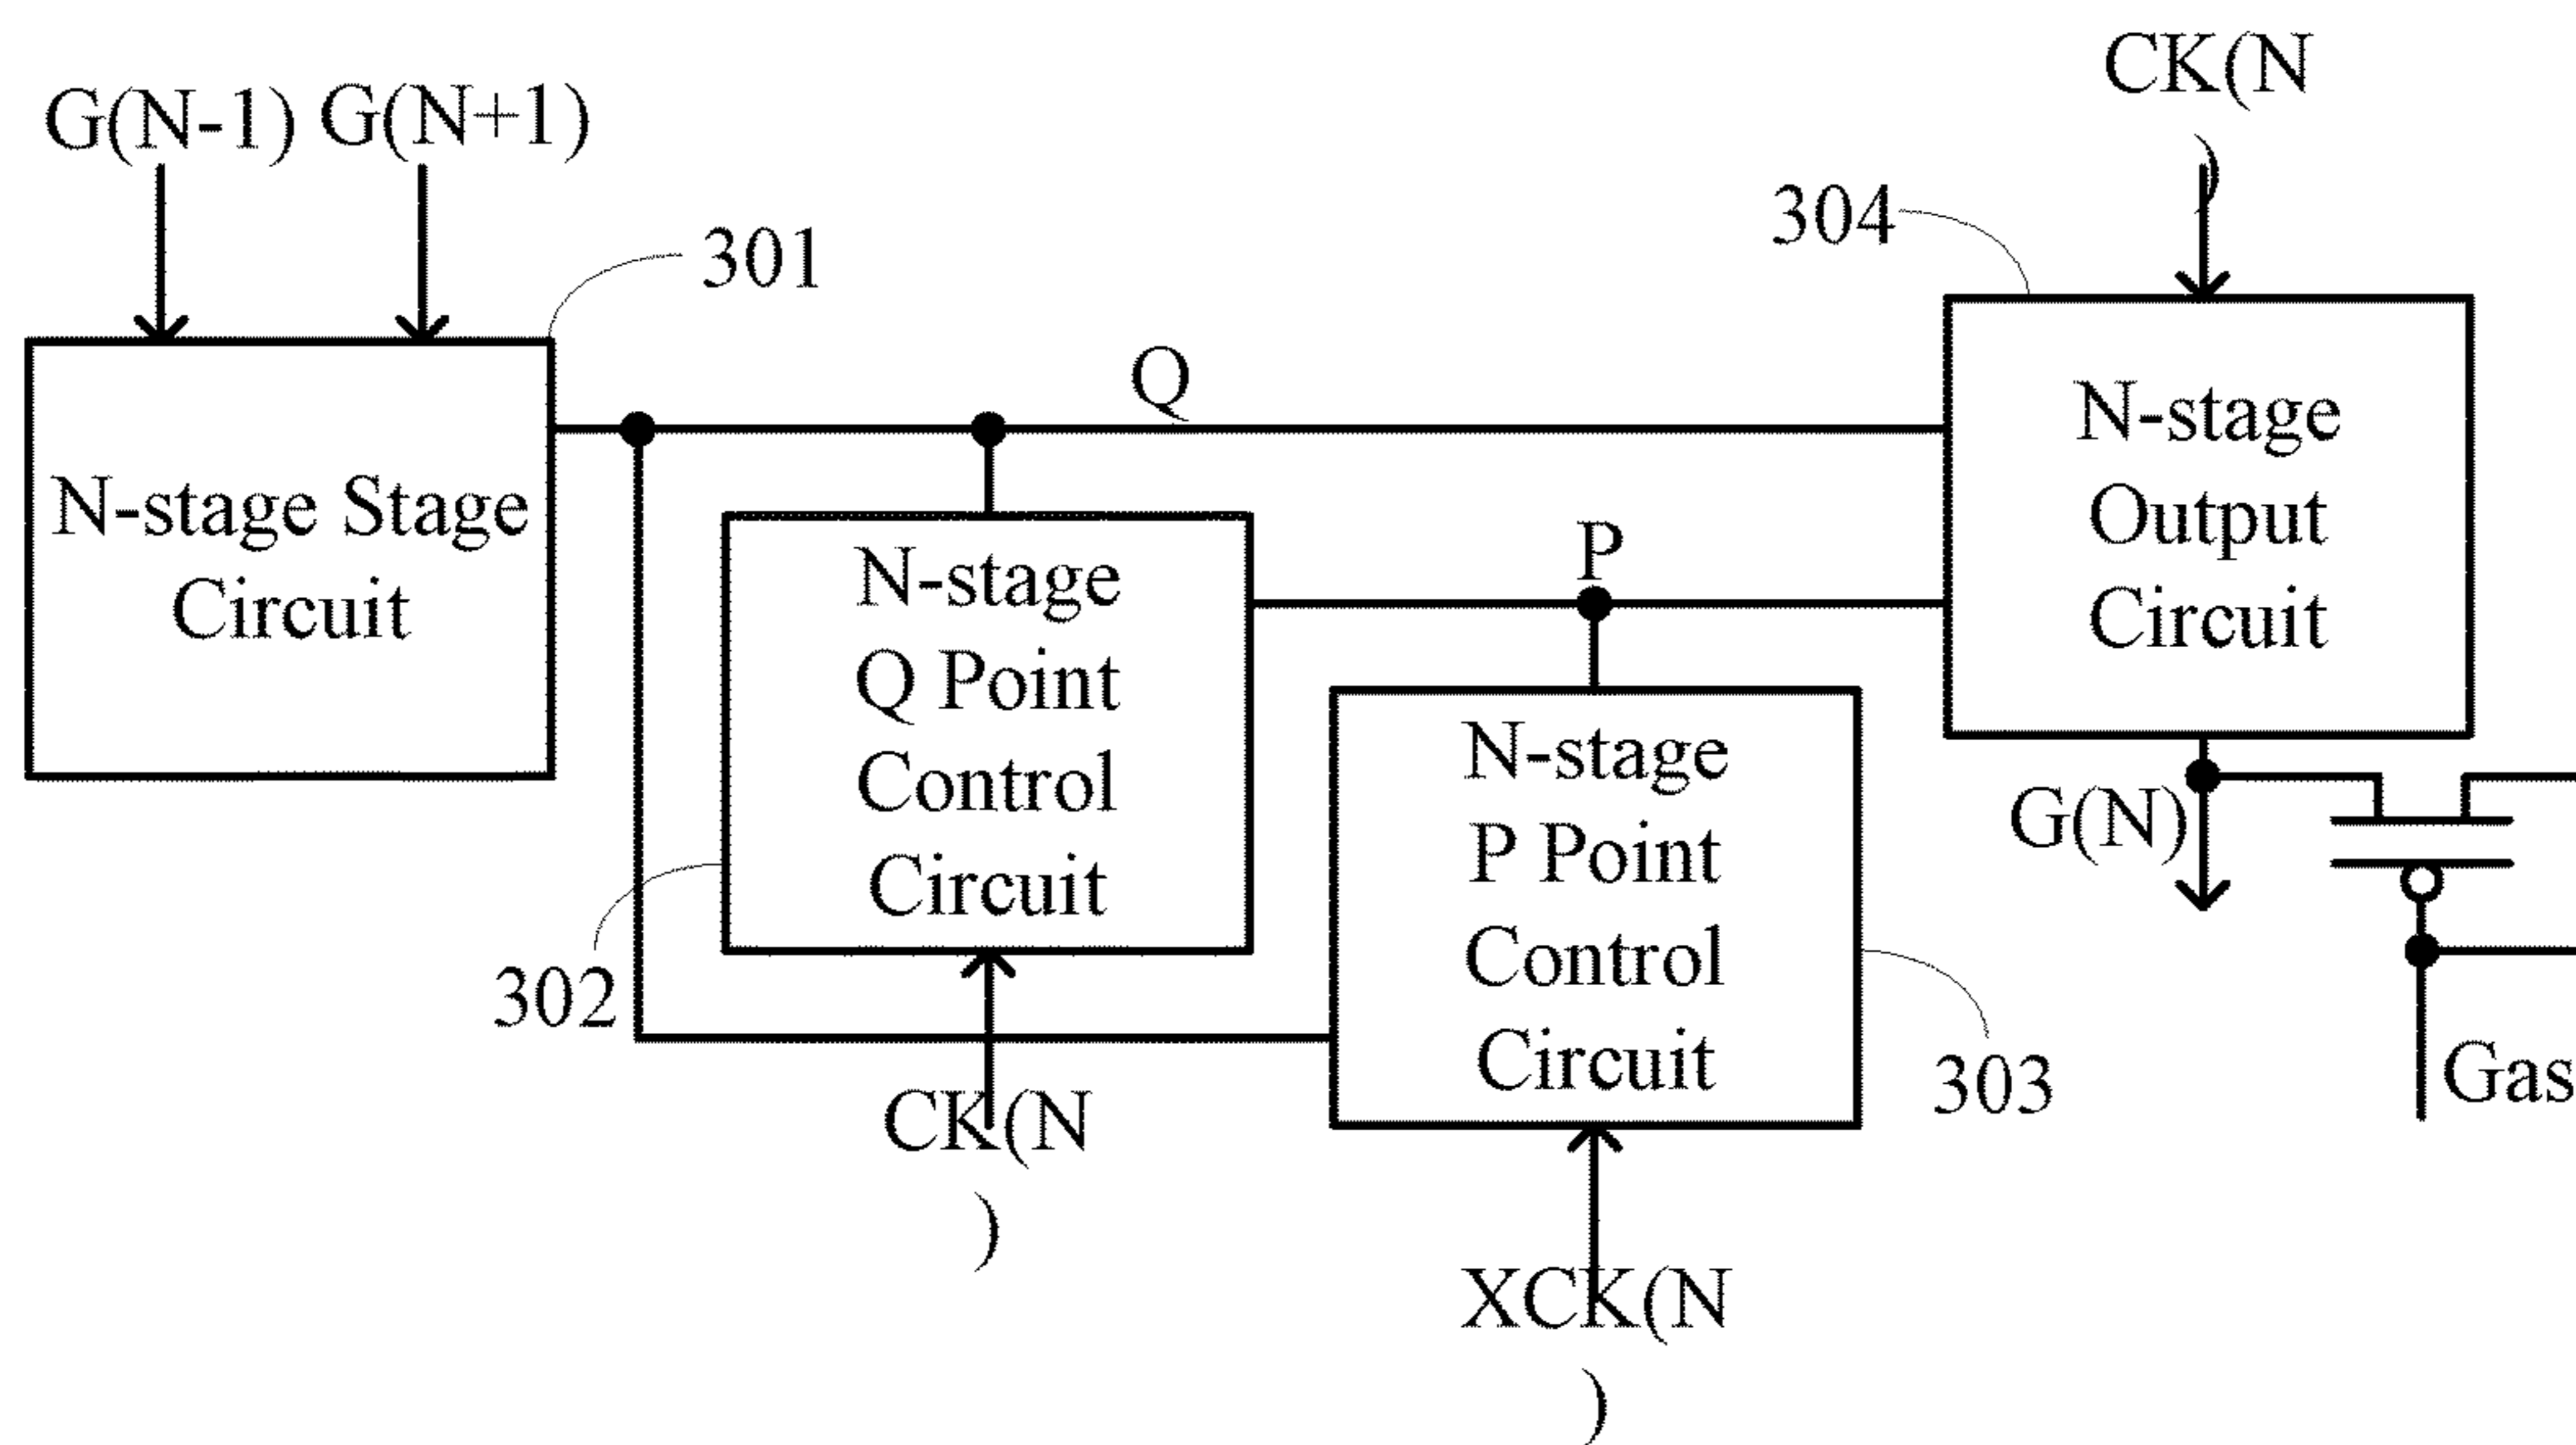 G(N-1) G(N+1)
301
N-stage Stage
Circuit
Q
302
N-stage
Q Point
Control
Circuit
CK(N
)
P
N-stage
P Point
Control
Circuit
303
XCK(N
)
304
CK(N
)
N-stage
Output
Circuit
G(N)
Gas